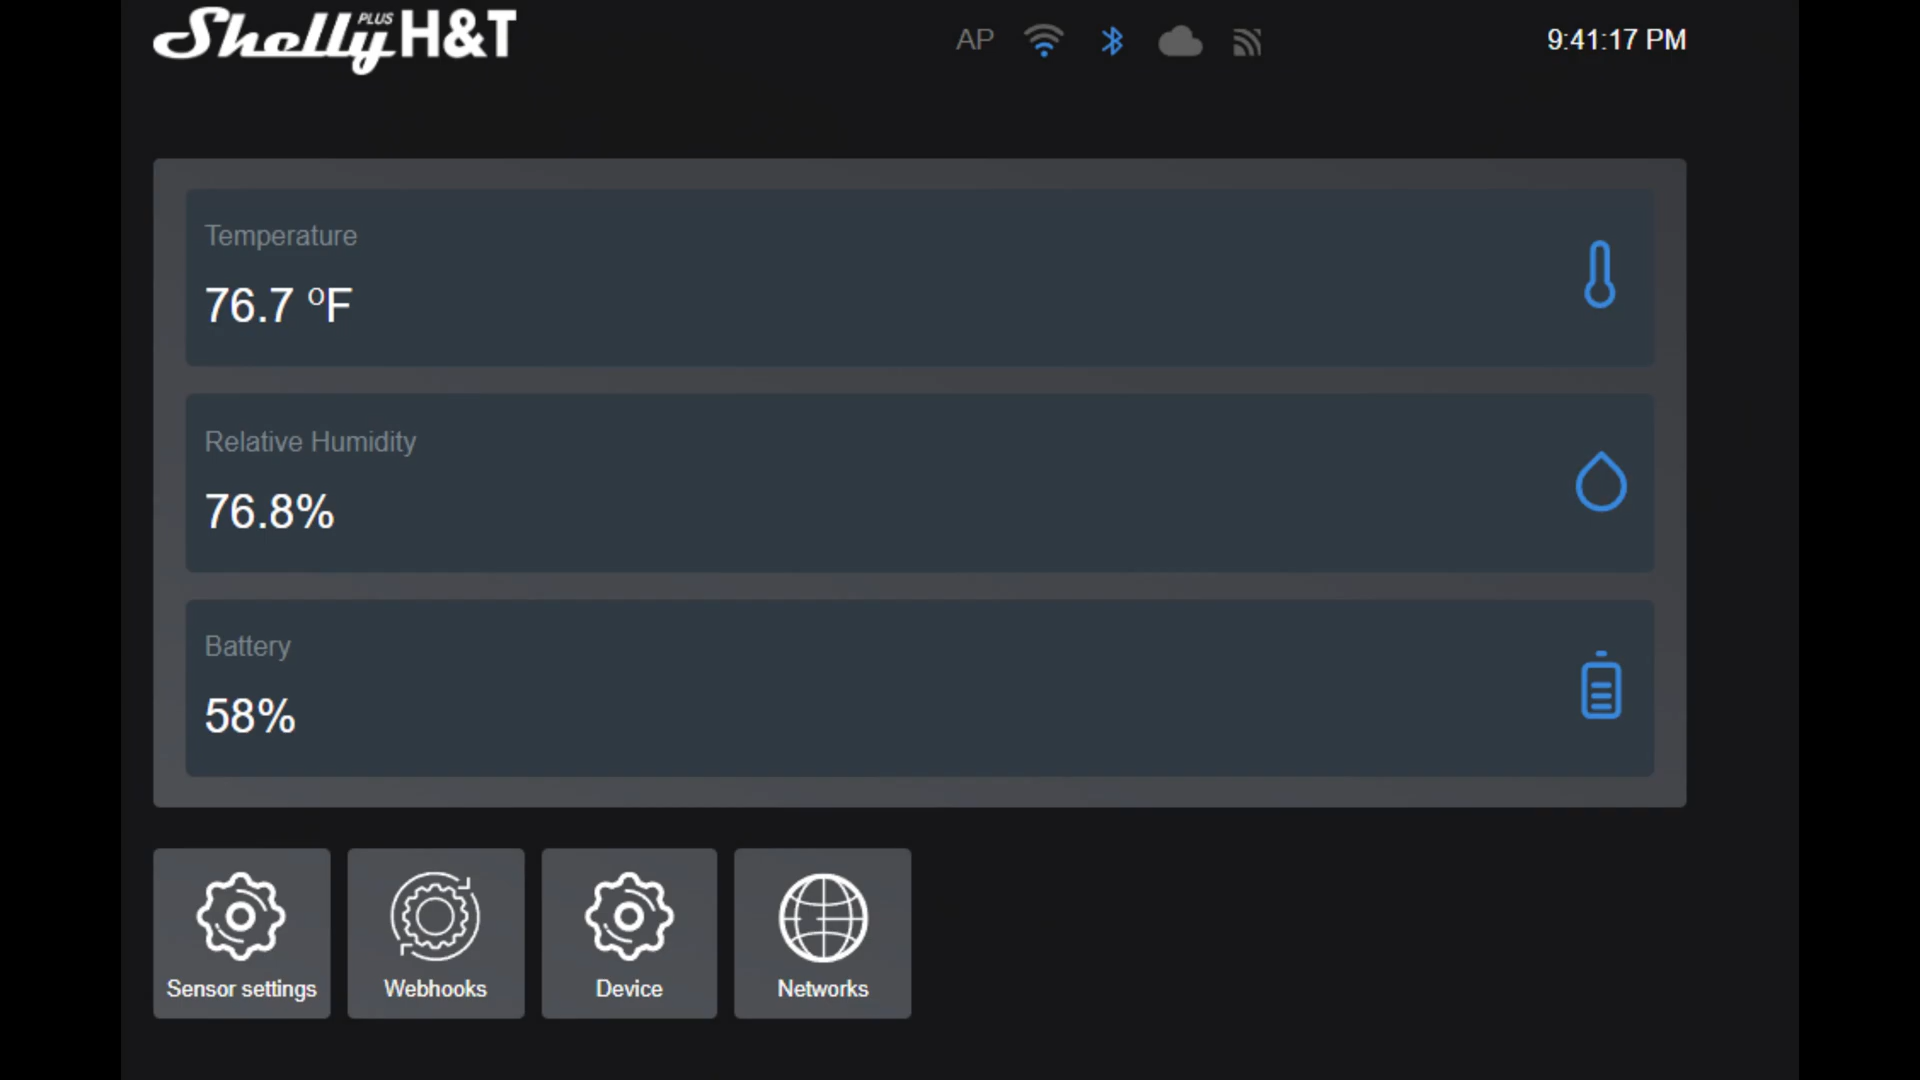 Shelly PLUS H&T
AP
9:41:17 PM
Temperature
76.7 ºF
Relative Humidity
76.8%
Battery
58%
Sensor settings
Webhooks
Device
Networks